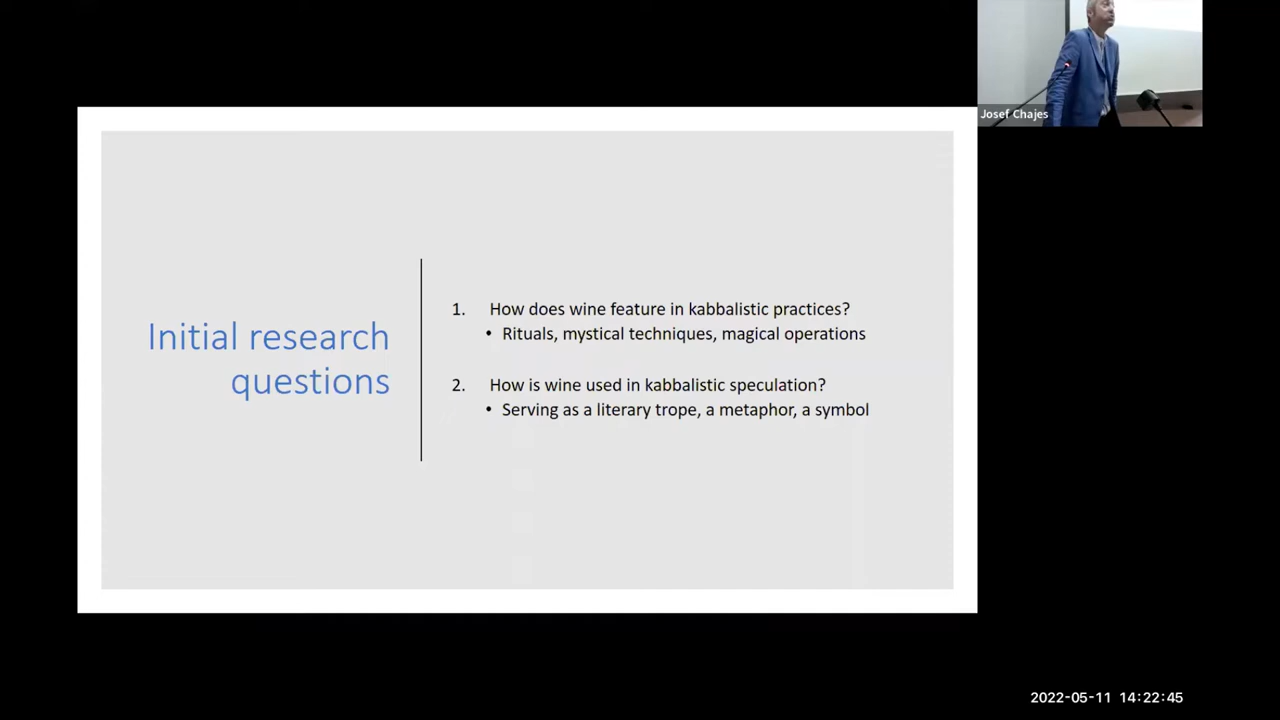 Josef Chajes
Initial research
questions
1. How does wine feature in kabbalistic practices?
• Rituals, mystical techniques, magical operations
2. How is wine used in kabbalistic speculation?
• Serving as a literary trope, a metaphor, a symbol
2022-05-11 14:22:45